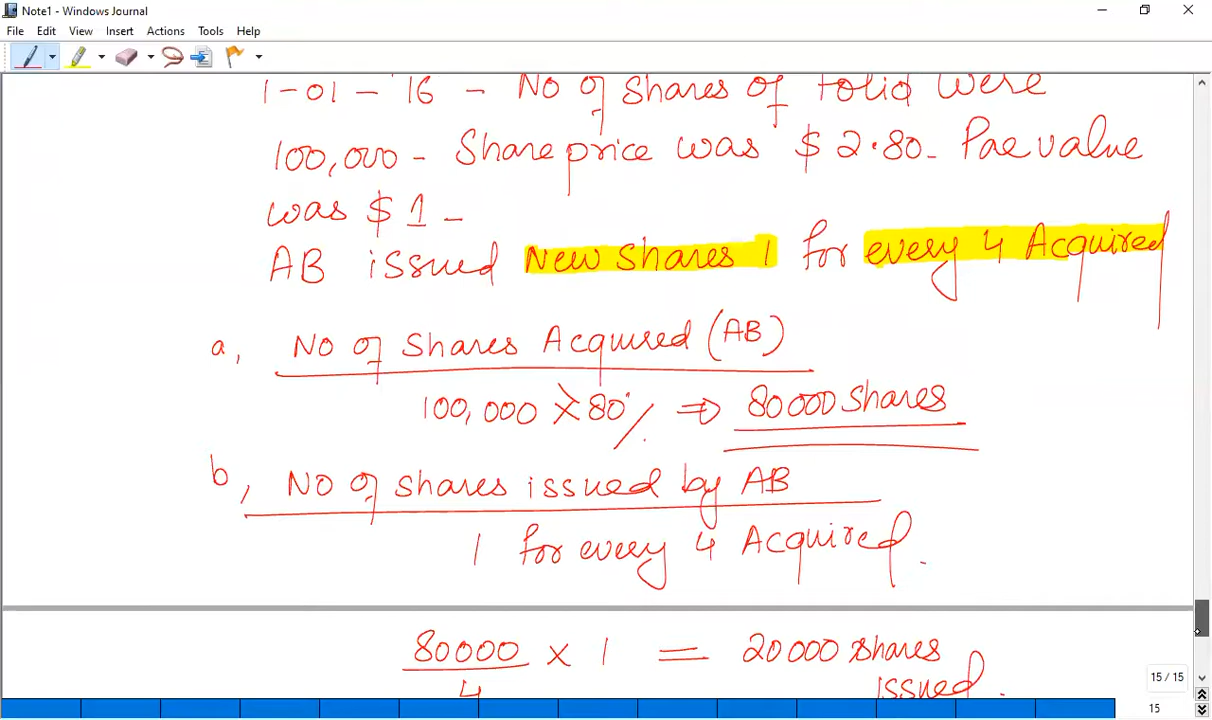 Note1 - Windows Journal
File Edit View Insert Actions Tools Help
1-01-'16 - No of Shares of Tolid were
100,000 - Share price was $ 2.80. Par value
was $ 1 -
AB issued New Shares 1 for every 4 Acquired
a, No of Shares Acquired (AB)
100,000 × 80% ⇒ 80000 Shares
b, No of shares issued by AB
1 for every 4 Acquired.
80000/4 × 1 = 20000 shares
issued.
15 / 15
15